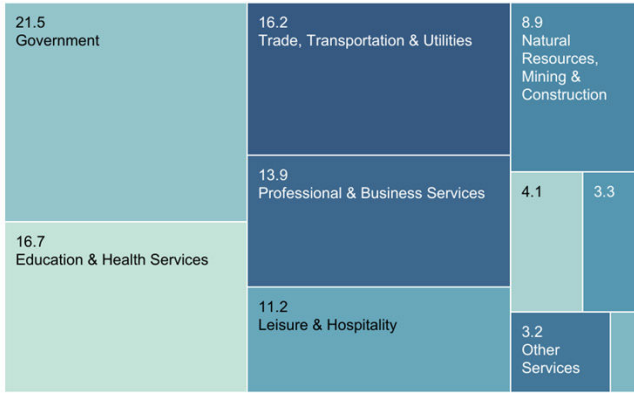 21.5
Government
16.7
Education & Health Services
16.2
Trade, Transportation & Utilities
13.9
Professional & Business Services
11.2
Leisure & Hospitality
8.9
Natural
Resources,
Mining &
Construction
4.1
3.3
3.2
Other
Services